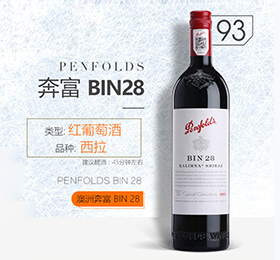 93
PENFOLDS
奔富 BIN28
类型: 红葡萄酒
品种: 西拉
建议醒酒: 45分钟左右
PENFOLDS BIN 28
澳洲奔富 BIN 28
Penfolds
BIN 28
KALIMNA SHIRAZ